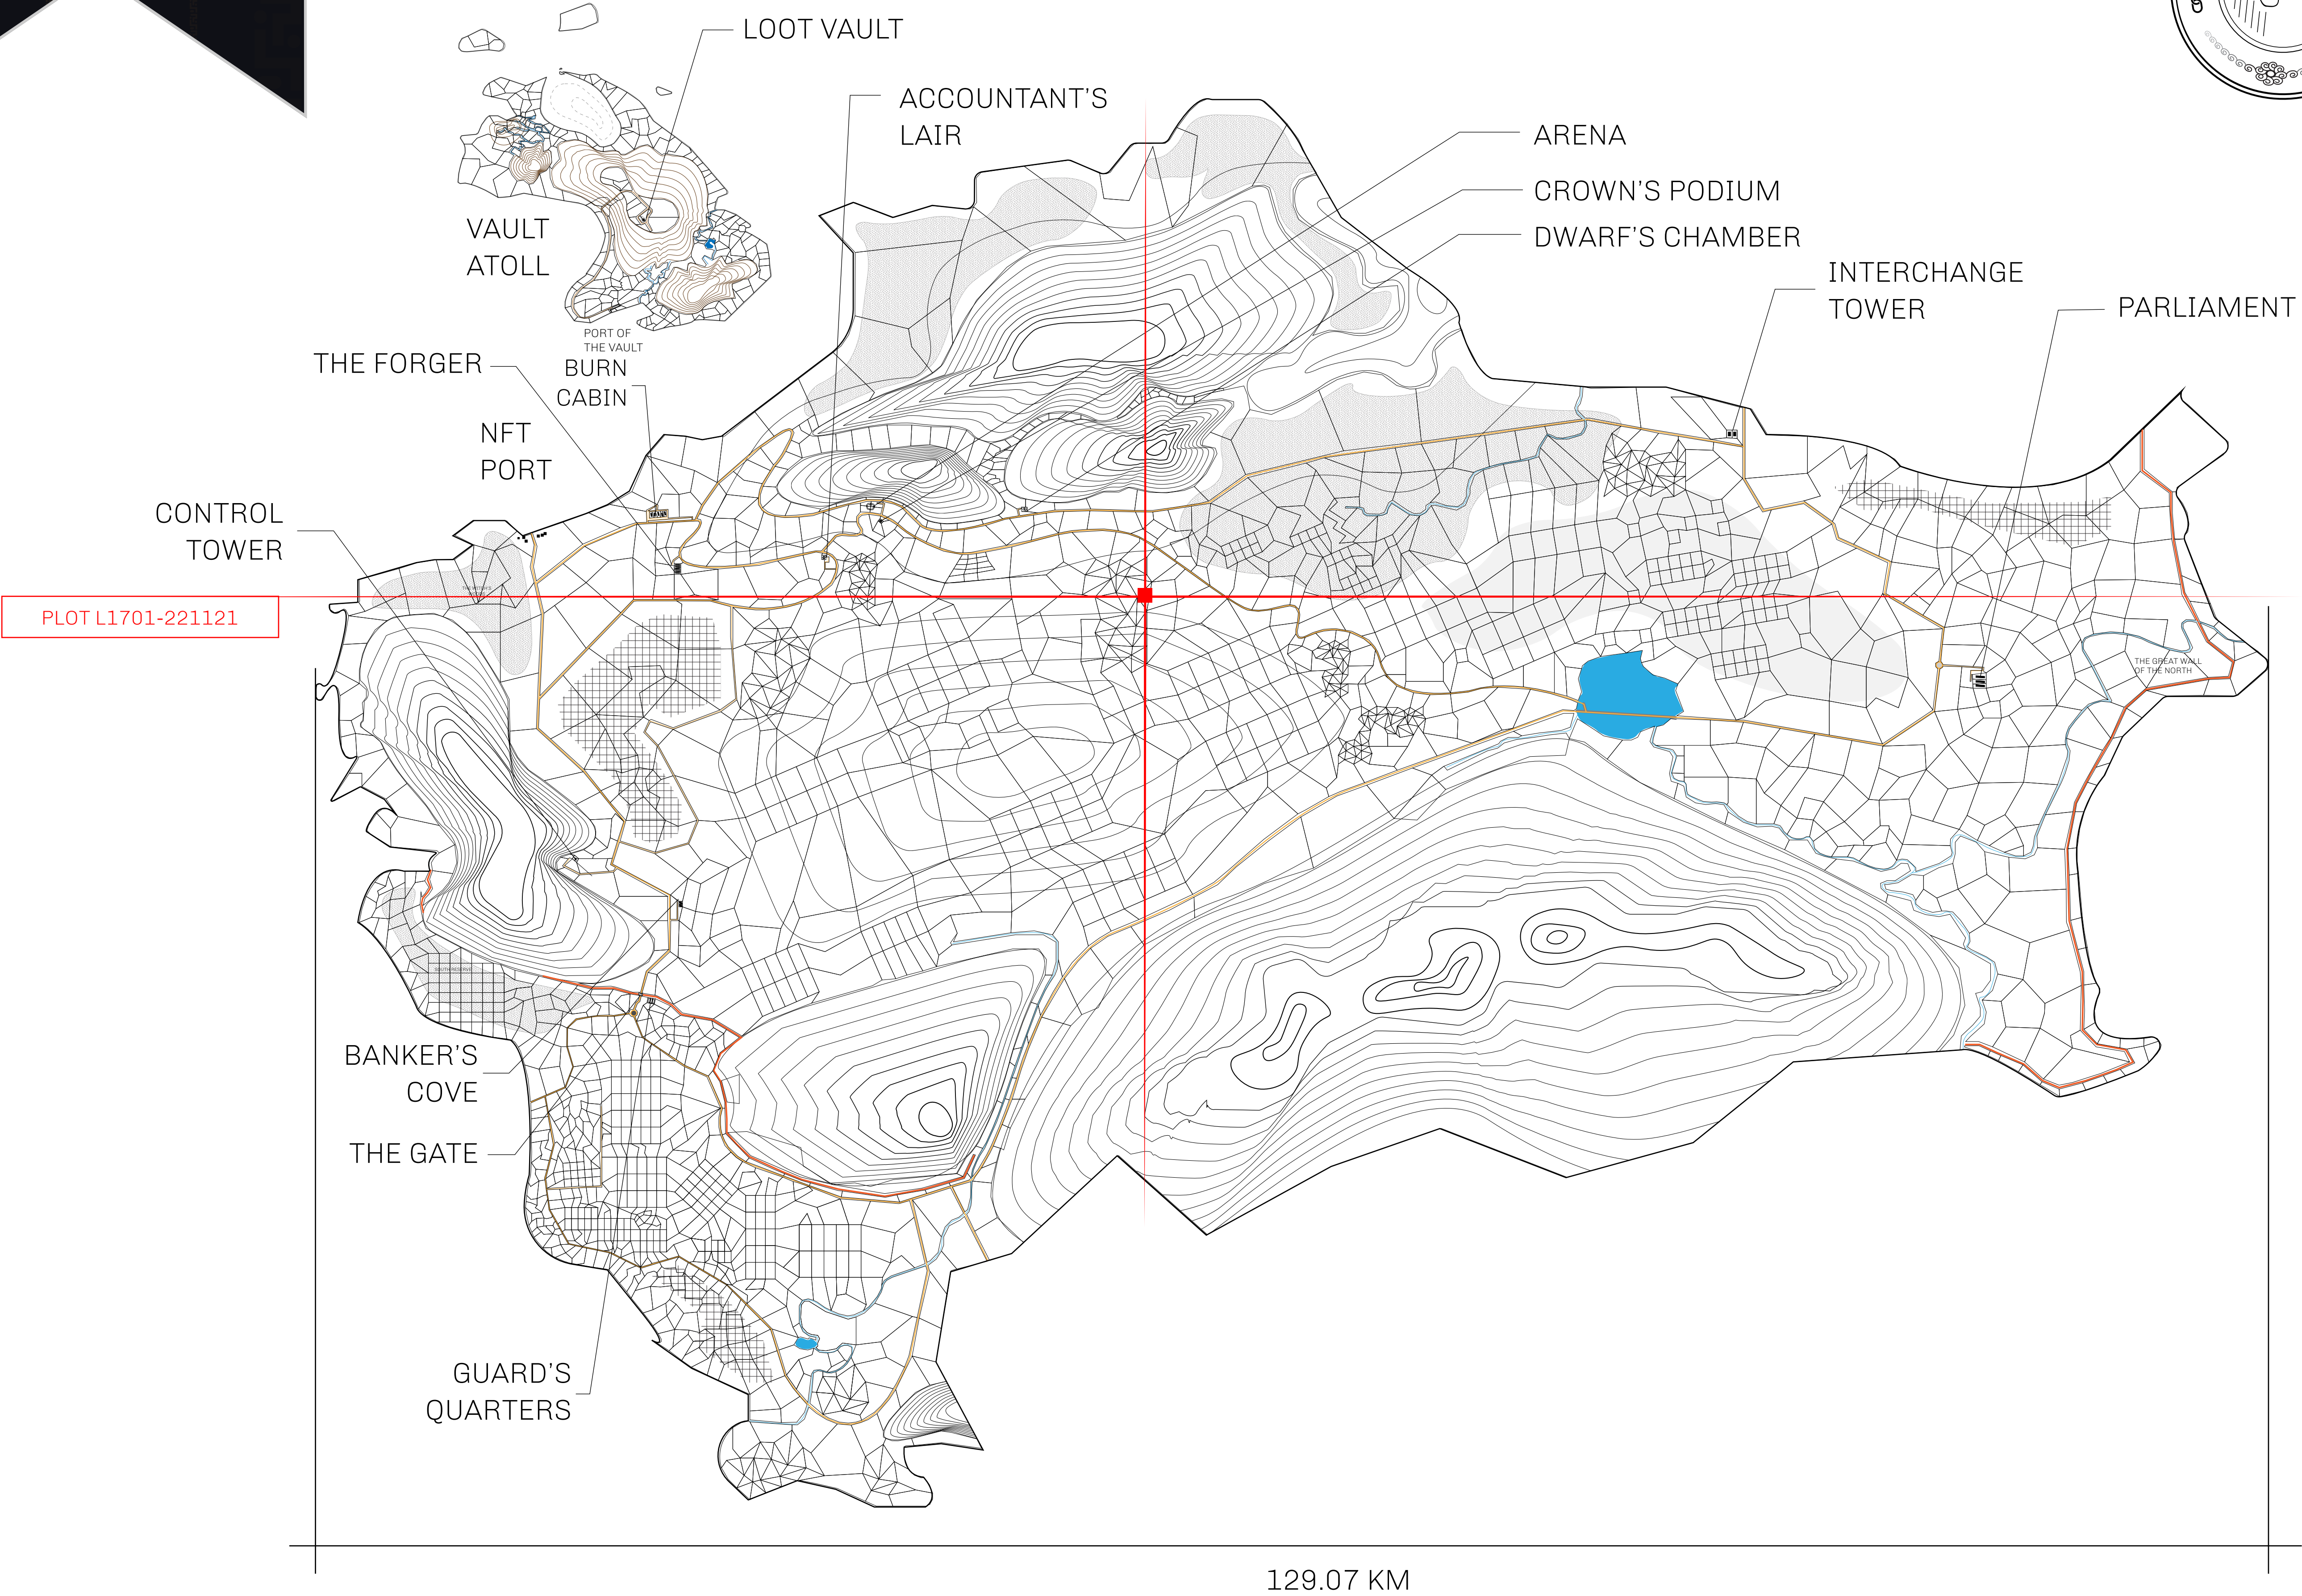 LOOT VAULT
ACCOUNTANT'S
LAIR
ARENA
CROWN'S PODIUM
DWARF'S CHAMBER
VAULT
ATOLL
INTERCHANGE
TOWER
PARLIAMENT
PORT OF
THE VAULT
THE FORGER
BURN
CABIN
NFT
PORT
CONTROL
TOWER
PLOT L1701-221121
THE GREAT WALL
OF THE NORTH
SOUTH RESERVE
BANKER'S
COVE
THE GATE
GUARD'S
QUARTERS
129.07 KM